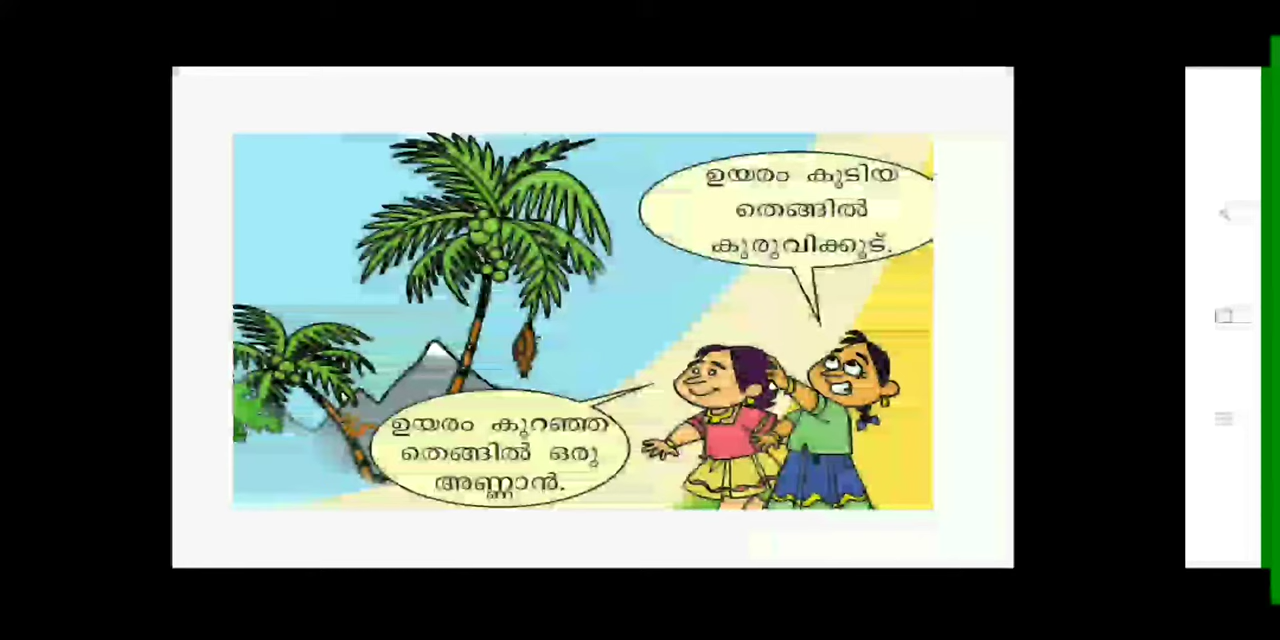 ഉയരം കൂടിയ
തെങ്ങിൽ
കുരുവിക്കൂട്.
ഉയരം കുറഞ്ഞ
തെങ്ങിൽ ഒരു
അണ്ണാൻ.